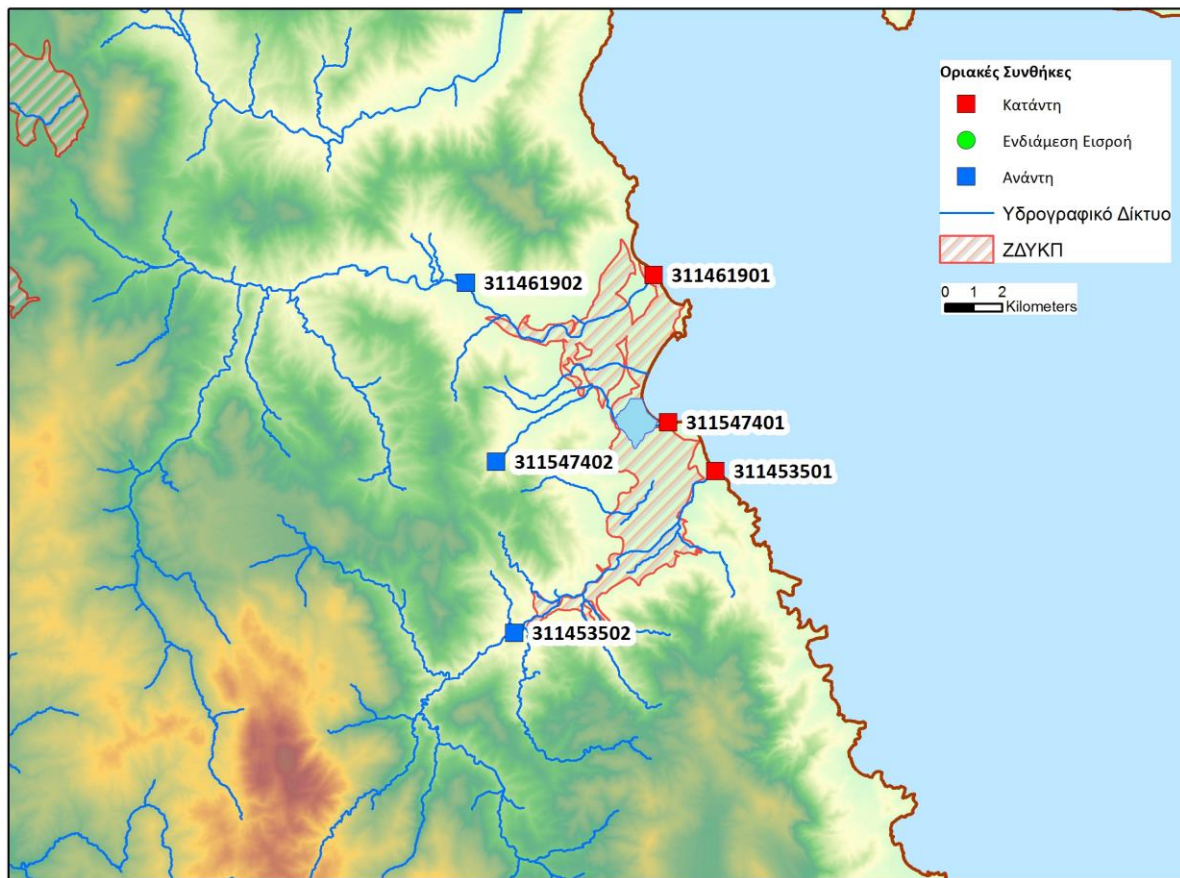 Οριακές Συνθήκες
Κατάντη
Ενδιάμεση Εισροή
Ανάντη
Υδρογραφικό Δίκτυο
ΖΔΥΚΠ
0 1 2
Kilometers
311461902
311461901
311547401
311547402
311453501
311453502